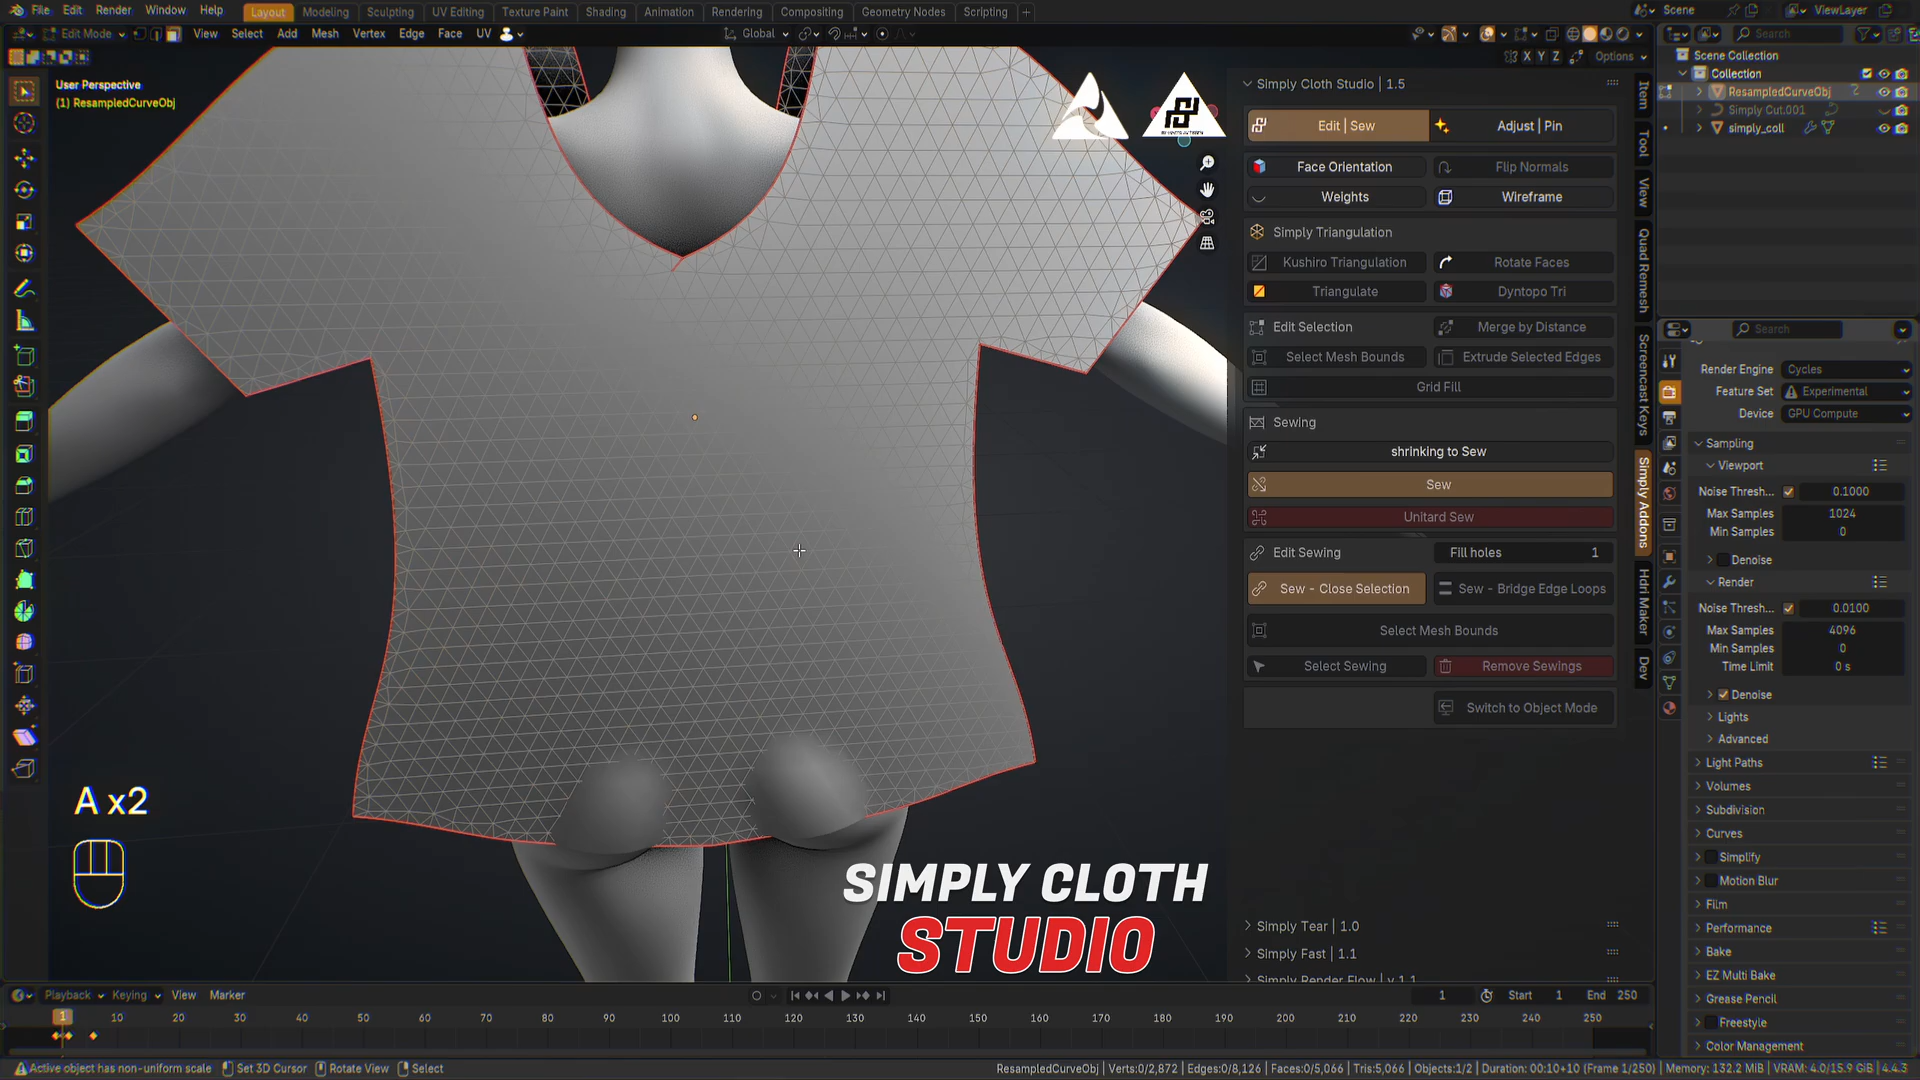 File Edit Render Window Help
Layout Modeling Sculpting UV Editing Texture Paint Shading Animation Rendering Compositing Geometry Nodes Scripting +
Scene
ViewLayer
Edit Mode View Select Add Mesh Vertex Edge Face UV
Global
X Y Z Options
User Perspective
(1) ResampledCurveObj
Simply Cloth Studio | 1.5
Edit | Sew
Adjust | Pin
Face Orientation
Flip Normals
Weights
Wireframe
Simply Triangulation
Kushiro Triangulation
Rotate Faces
Triangulate
Dyntopo Tri
Edit Selection
Merge by Distance
Select Mesh Bounds
Extrude Selected Edges
Grid Fill
Sewing
shrinking to Sew
Sew
Unitard Sew
Edit Sewing
Fill holes 1
Sew - Close Selection
Sew - Bridge Edge Loops
Select Mesh Bounds
Select Sewing
Remove Sewings
Switch to Object Mode
Simply Tear | 1.0
Simply Fast | 1.1
Simply Render Flow | v 1.1
Item
Tool
View
Quad Remesh
Screencast Keys
Simply Addons
Hdri Maker
Dev
Search
Scene Collection
Collection
ResampledCurveObj
Simply Cut.001
simply_coll
Search
Render Engine Cycles
Feature Set Experimental
Device GPU Compute
Sampling
Viewport
Noise Thresh... 0.1000
Max Samples 1024
Min Samples 0
Denoise
Render
Noise Thresh... 0.0100
Max Samples 4096
Min Samples 0
Time Limit 0 s
Denoise
Lights
Advanced
Light Paths
Volumes
Subdivision
Curves
Simplify
Motion Blur
Film
Performance
Bake
EZ Multi Bake
Grease Pencil
Freestyle
Color Management
A x2
SIMPLY CLOTH
STUDIO
Playback Keying View Marker
1 Start 1 End 250
1 10 20 30 40 50 60 70 80 90 100 110 120 130 140 150 160 170 180 190 200 210 220 230 240 250
Active object has non-uniform scale Set 3D Cursor Rotate View Select
ResampledCurveObj | Verts:0/2,872 | Edges:0/8,126 | Faces:0/5,066 | Tris:5,066 | Objects:1/2 | Duration: 00:10+10 (Frame 1/250) | Memory: 132.2 MiB | VRAM: 4.0/15.9 GiB | 4.4.3